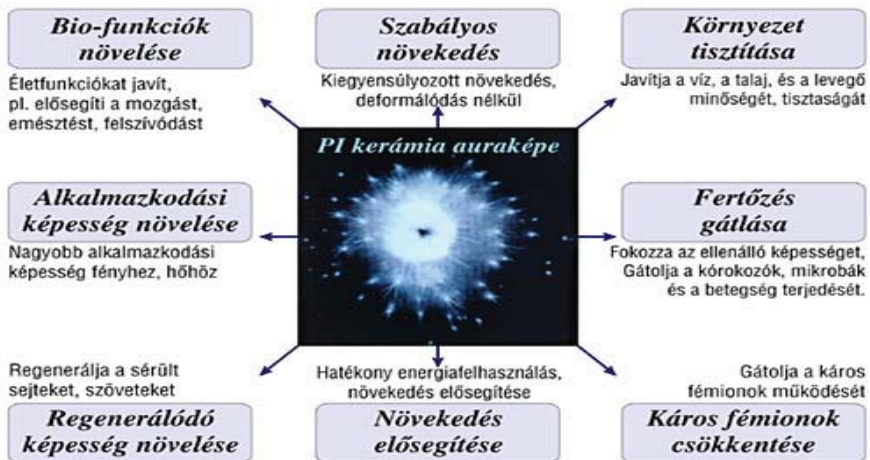 Bio-funkciók
növelése
Életfunkciókat javít,
pl. elősegíti a mozgást,
emésztést, felszívódást
Szabályos
növekedés
Kiegyensúlyozott növekedés,
deformálódás nélkül
Környezet
tisztítása
Javítja a víz, a talaj, és a levegő
minőségét, tisztaságát
PI kerámia auraképe
Alkalmazkodási
képesség növelése
Nagyobb alkalmazkodási
képesség fényhez, hőhöz
Fertőzés
gátlása
Fokozza az ellenálló képességet,
Gátolja a kórokozók, mikrobák
és a betegség terjedését.
Regenerálja a sérült
sejteket, szöveteket
Regenerálódó
képesség növelése
Hatékony energiafelhasználás,
növekedés elősegítése
Növekedés
elősegítése
Gátolja a káros
fémionok működését
Káros fémionok
csökkentése